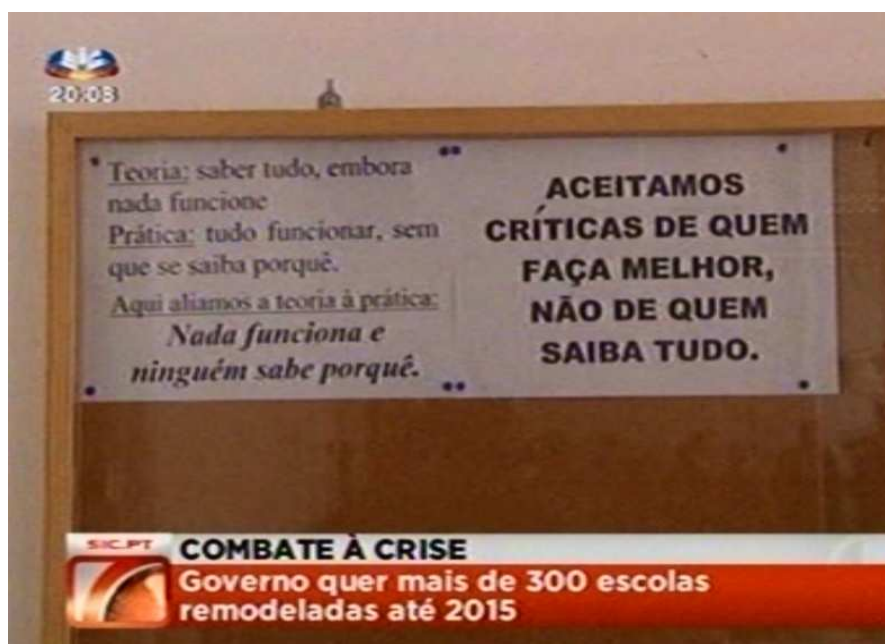 SIC
20:03
Teoria: saber tudo, embora
nada funcione
Prática: tudo funcionar, sem
que se saiba porquê.
Aqui aliamos a teoria à prática:
Nada funciona e
ninguém sabe porquê.
ACEITAMOS
CRÍTICAS DE QUEM
FAÇA MELHOR,
NÃO DE QUEM
SAIBA TUDO.
SIC.PT
COMBATE À CRISE
Governo quer mais de 300 escolas
remodeladas até 2015